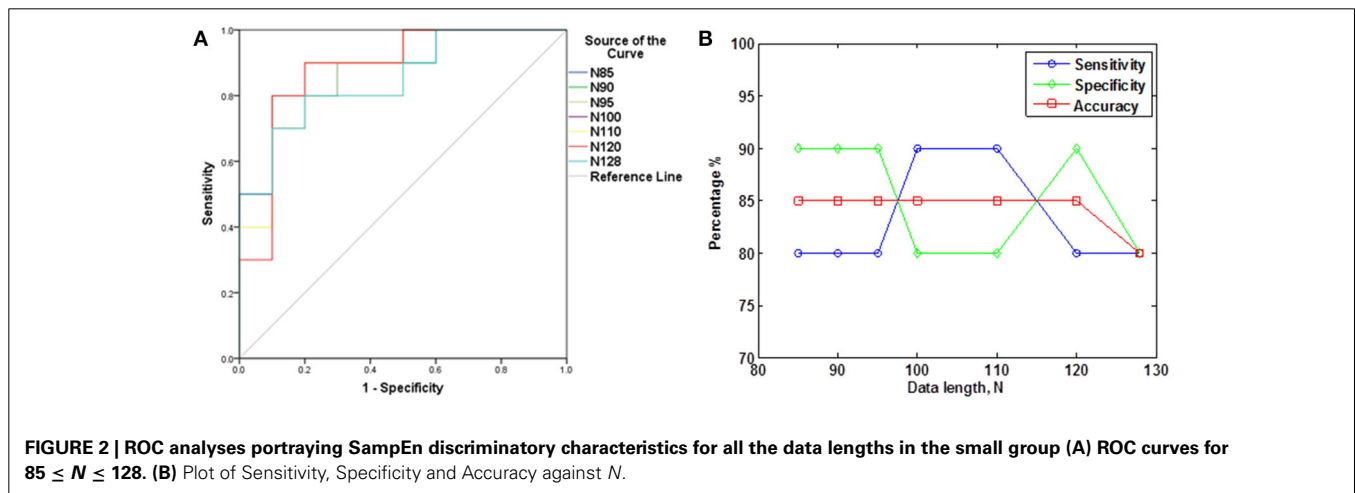 A
1.0
0.8
0.6
0.4
0.2
0.0
Sensitivity
0.0 0.2 0.4 0.6 0.8 1.0
1 - Specificity
Source of the
Curve
N85
N90
N95
N100
N110
N120
N128
Reference Line
B
100
95
90
85
80
75
70
Percentage %
80 90 100 110 120 130
Data length, N
Sensitivity
Specificity
Accuracy
FIGURE 2 | ROC analyses portraying SampEn discriminatory characteristics for all the data lengths in the small group (A) ROC curves for
85 ≤ N ≤ 128. (B) Plot of Sensitivity, Specificity and Accuracy against N.